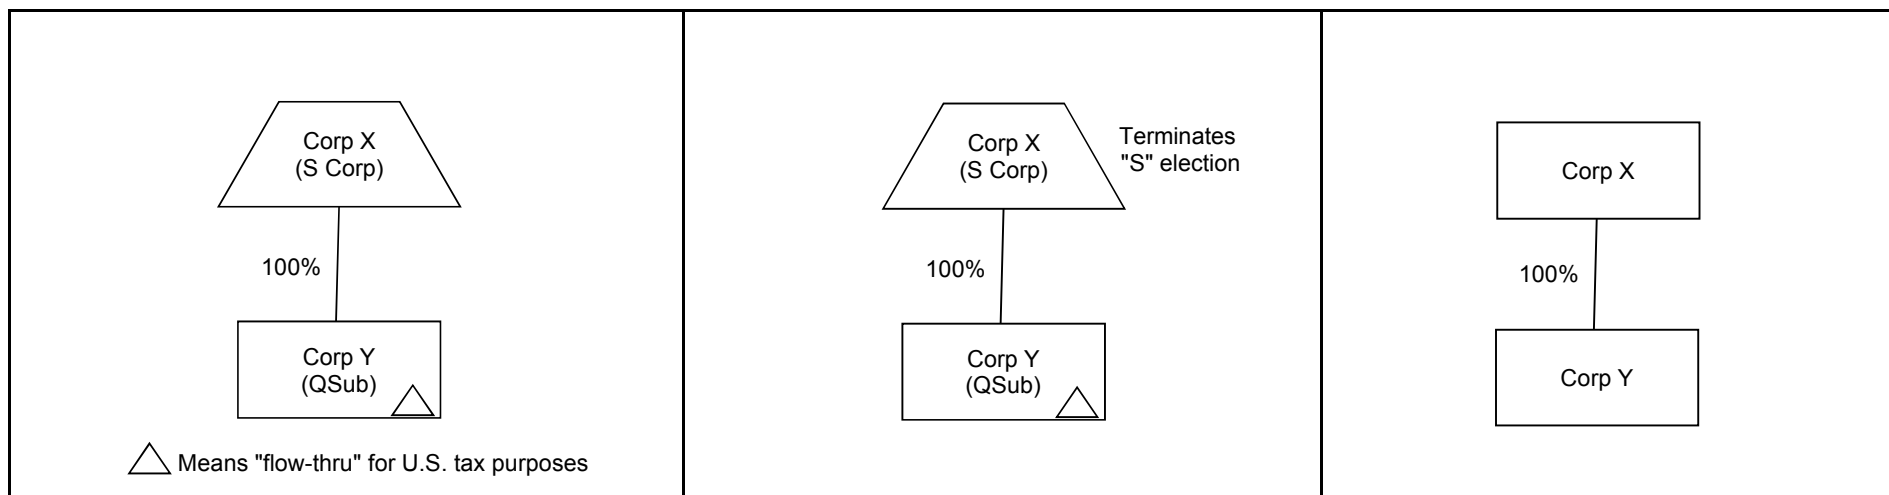 Corp X
(S Corp)
100%
Corp Y
(QSub)
Means "flow-thru" for U.S. tax purposes
Corp X
(S Corp)
Terminates
"S" election
100%
Corp Y
(QSub)
Corp X
100%
Corp Y